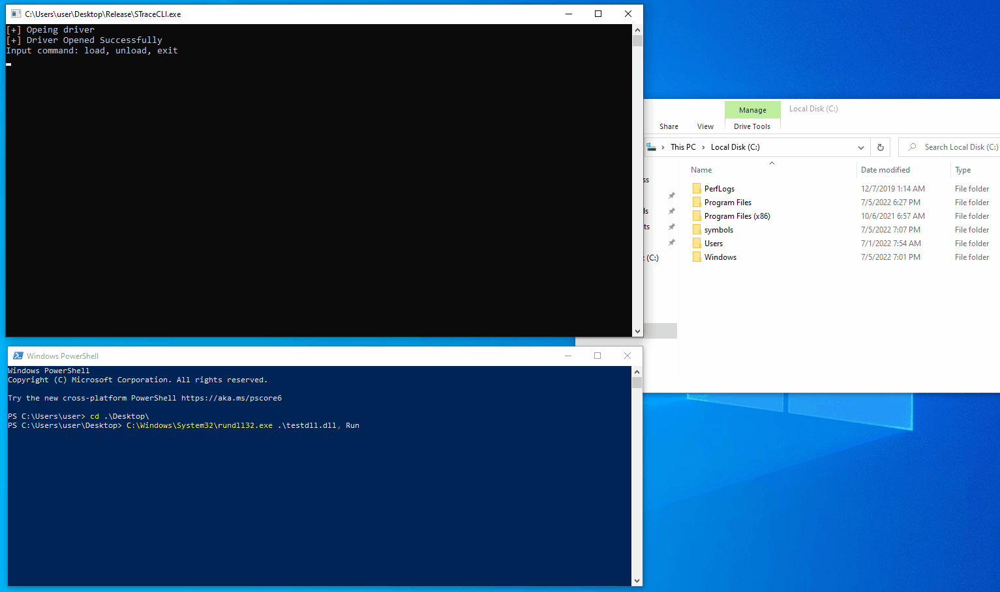 C:\Users\user\Desktop\Release\STraceCLI.exe
[+] Opeing driver
[+] Driver Opened Successfully
Input command: load, unload, exit
Manage
Local Disk (C:)
Share
View
Drive Tools
This PC
Local Disk (C:)
Search Local Disk (C:)
Name
Date modified
Type
PerfLogs
12/7/2019 1:14 AM
File folder
Program Files
7/5/2022 6:27 PM
File folder
Program Files (x86)
10/6/2021 6:57 AM
File folder
symbols
7/5/2022 7:07 PM
File folder
Users
7/1/2022 7:54 AM
File folder
Windows
7/5/2022 7:01 PM
File folder
ss
ds
ts
(C:)
Windows PowerShell
Windows PowerShell
Copyright (C) Microsoft Corporation. All rights reserved.
Try the new cross-platform PowerShell https://aka.ms/pscore6
PS C:\Users\user> cd .\Desktop\
PS C:\Users\user\Desktop> C:\Windows\System32\rundll32.exe .\testdll.dll, Run